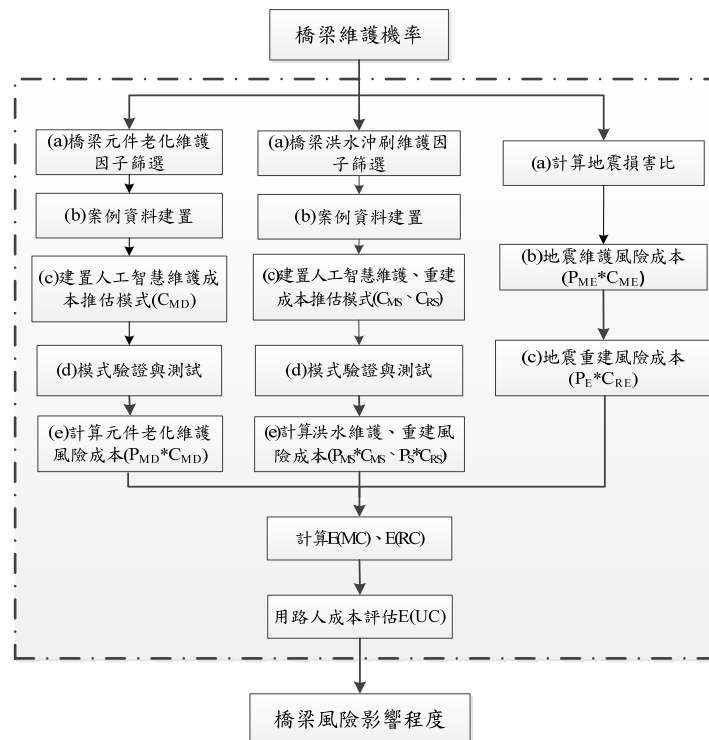 橋梁維護機率
(a)橋梁元件老化維護
因子篩選
(b)案例資料建置
(c)建置人工智慧維護成
本推估模式(CMD)
(d)模式驗證與測試
(e)計算元件老化維護
風險成本(PMD*CMD)
(a)橋梁洪水沖刷維護因
子篩選
(b)案例資料建置
(c)建置人工智慧維護、重建
成本推估模式(CMS、CRS)
(d)模式驗證與測試
(e)計算洪水維護、重建風
險成本(PMS*CMS、PS*CRS)
(a)計算地震損害比
(b)地震維護風險成本
(PME*CME)
(c)地震重建風險成本
(PE*CRE)
計算E(MC)、E(RC)
用路人成本評估E(UC)
橋梁風險影響程度